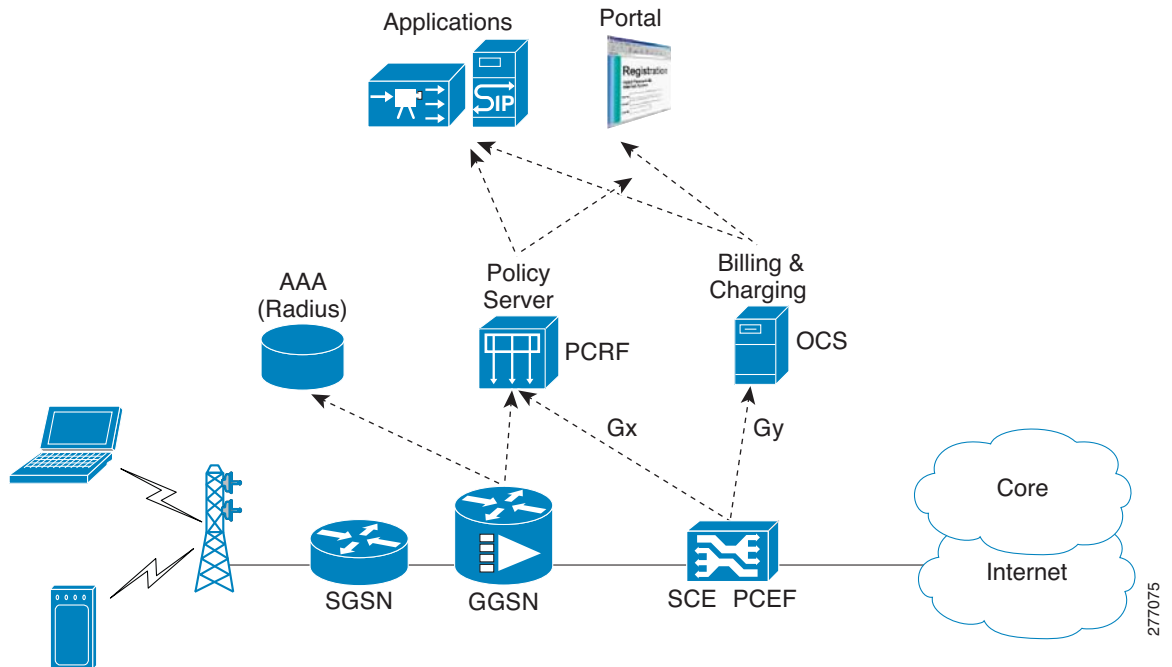 Applications
Portal
Registration
SIP
AAA
(Radius)
Policy
Server
PCRF
Billing &
Charging
OCS
Gx
Gy
Core
Internet
SGSN
GGSN
SCE PCEF
277075